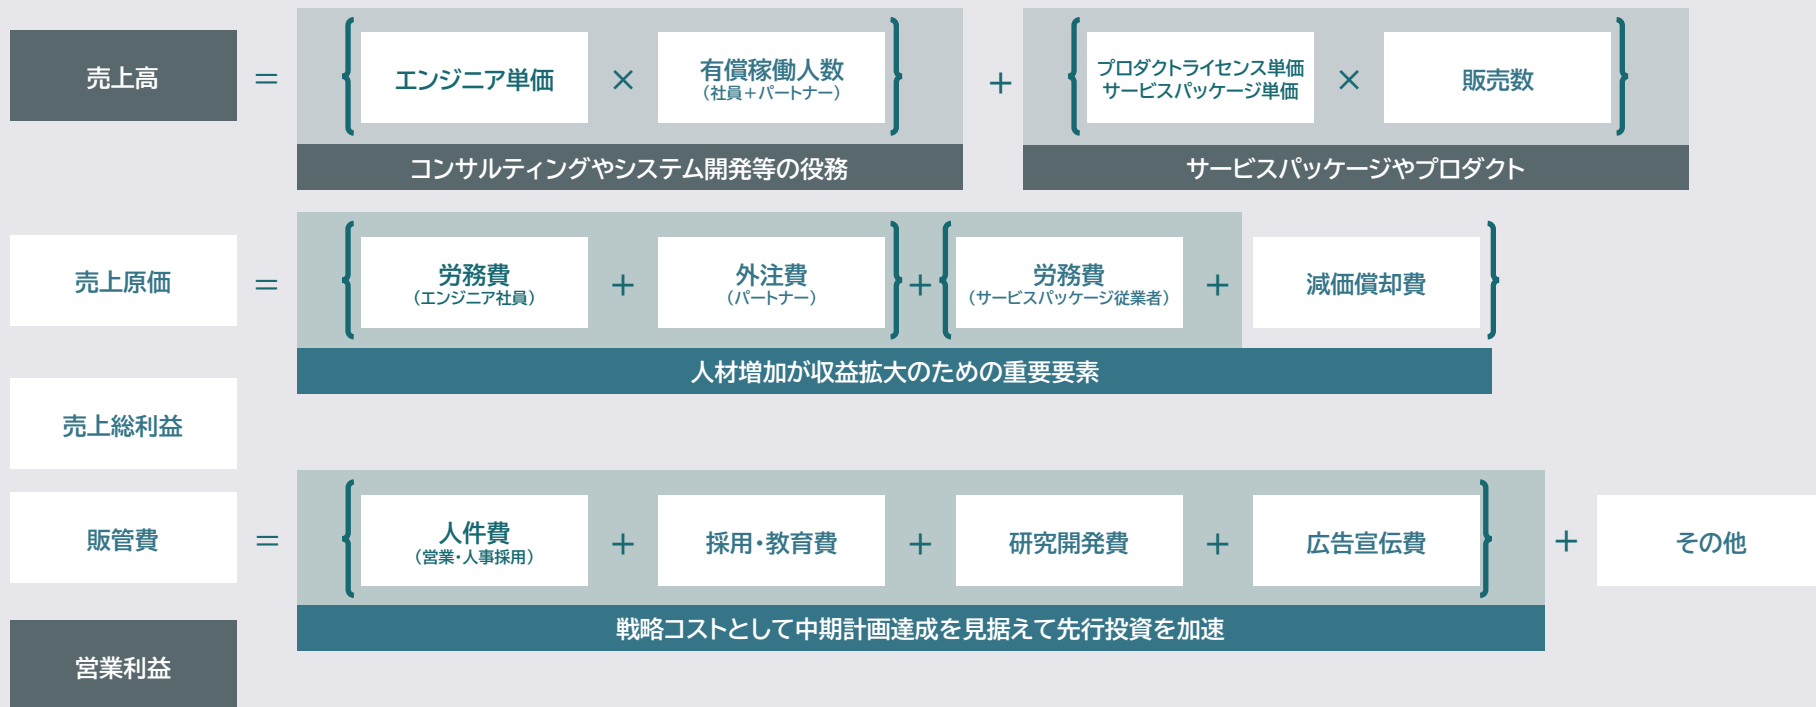 売上高
=
{
エンジニア単価
×
有償稼働人数
（社員＋パートナー）
}
+
{
プロダクトライセンス単価
サービスパッケージ単価
×
販売数
}
コンサルティングやシステム開発等の役務
サービスパッケージやプロダクト
売上原価
=
{
労務費
（エンジニア社員）
+
外注費
（パートナー）
}
+
{
労務費
（サービスパッケージ従業者）
+
減価償却費
}
人材増加が収益拡大のための重要要素
売上総利益
販管費
=
{
人件費
（営業・人事採用）
+
採用・教育費
+
研究開発費
+
広告宣伝費
}
+
その他
戦略コストとして中期計画達成を見据えて先行投資を加速
営業利益